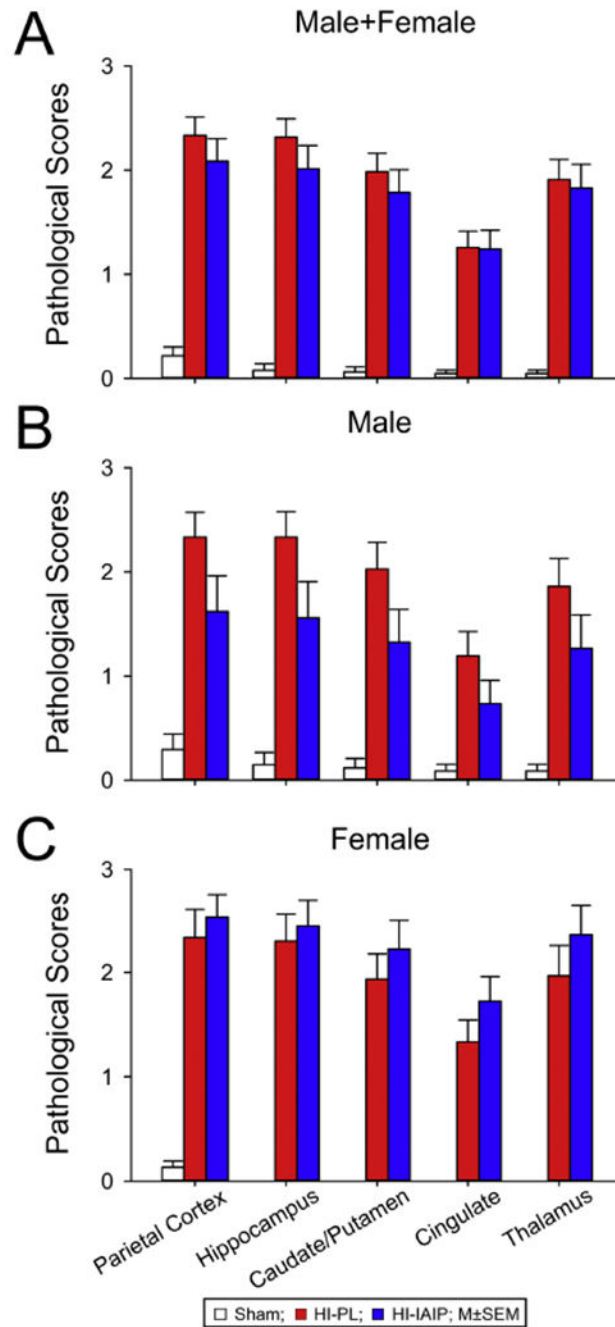 A
Male+Female
Pathological Scores
3
2
1
0
B
Male
Pathological Scores
3
2
1
0
C
Female
Pathological Scores
3
2
1
0
Parietal Cortex
Hippocampus
Caudate/Putamen
Cingulate
Thalamus
Sham; HI-PL; HI-IAIP; M±SEM